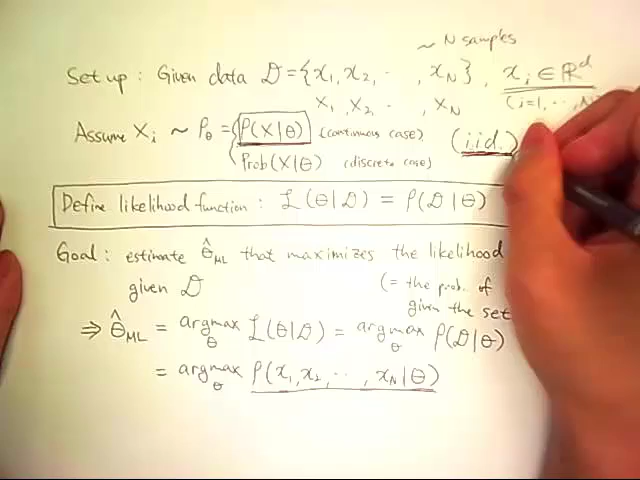 ~ N samples
Set up : Given data D = {x₁, x₂, ··· , x_N} , x_i ∈ ℝ^d
X₁ , X₂ , ··· , X_N (i=1, ···, N)
Assume X_i ~ P_θ = { P(X|θ) (continuous case) (i.i.d.)
Prob(X|θ) (discrete case)
Define likelihood function : L(θ|D) = P(D|θ)
Goal : estimate θ̂_ML that maximizes the likelihood
given D (= the prob. of
given the set
⇒ θ̂_ML = argmax_θ L(θ|D) = argmax_θ P(D|θ)
= argmax_θ P(x₁, x₂, ··· , x_N|θ)